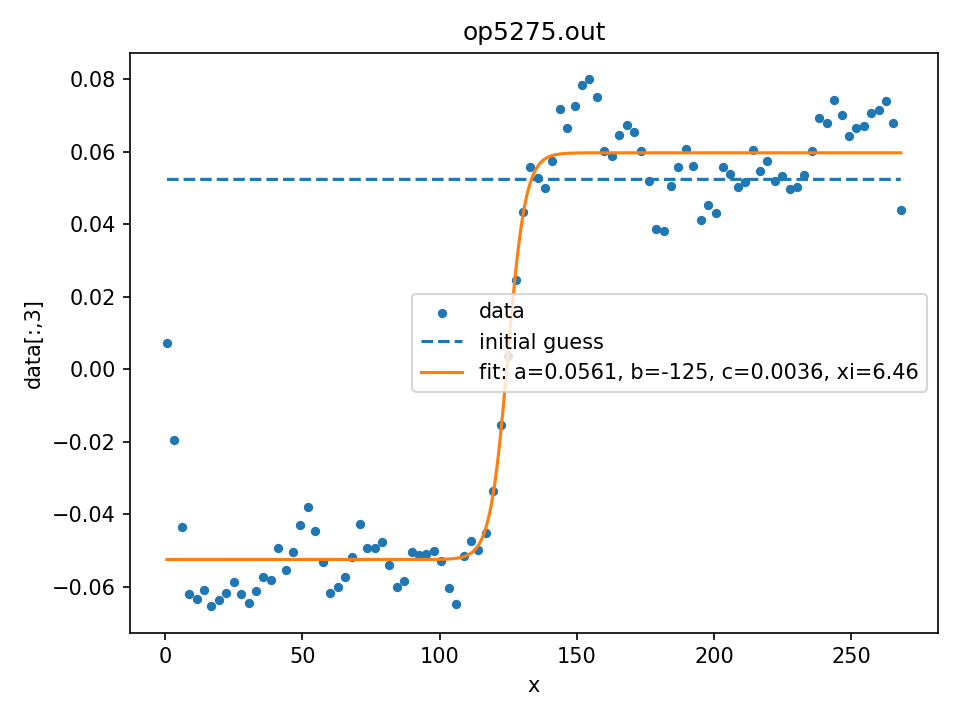 op5275.out
0.08
0.06
0.04
0.02
0.00
−0.02
−0.04
−0.06
data[:,3]
data
initial guess
fit: a=0.0561, b=-125, c=0.0036, xi=6.46
0 50 100 150 200 250
x